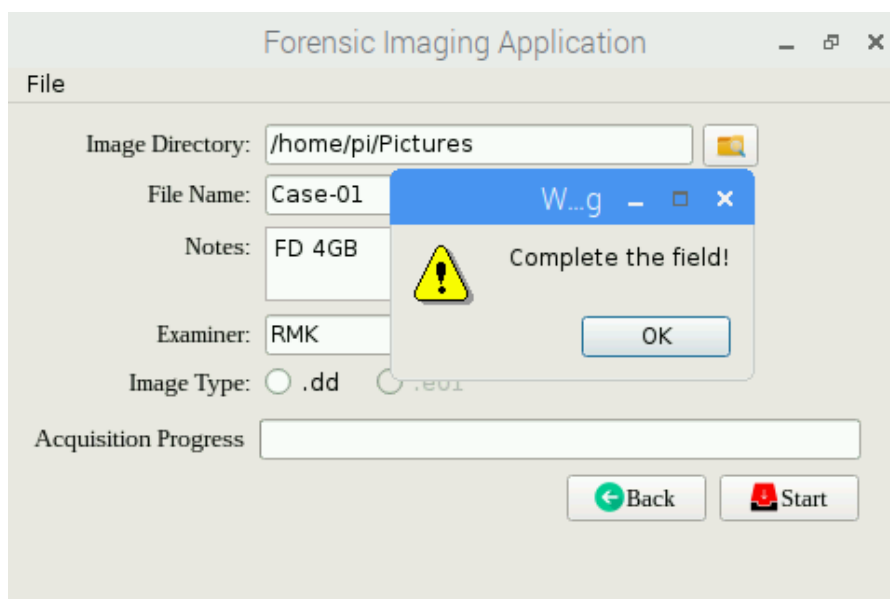 Forensic Imaging Application
File
Image Directory: /home/pi/Pictures
File Name: Case-01
W...g
Notes: FD 4GB
Complete the field!
OK
Examiner: RMK
Image Type: .dd .e01
Acquisition Progress
Back Start